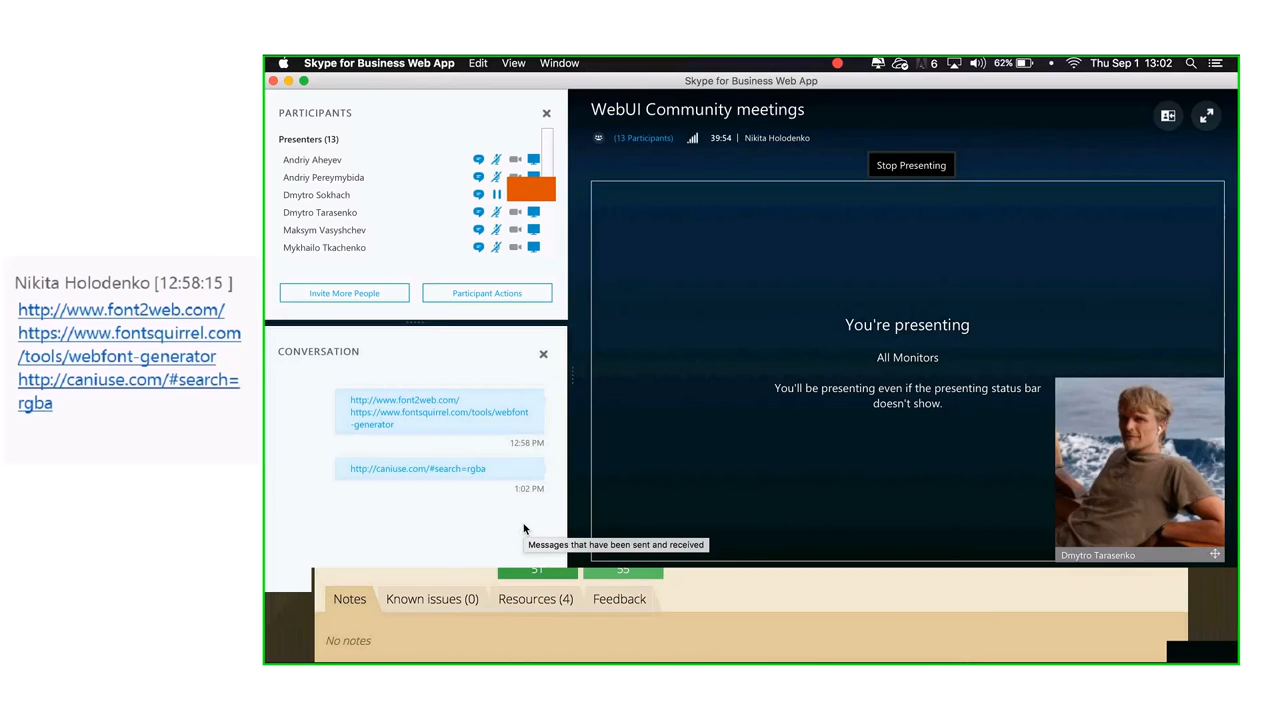 Nikita Holodenko [12:58:15 ]
http://www.font2web.com/
https://www.fontsquirrel.com
/tools/webfont-generator
http://caniuse.com/#search=
rgba
Skype for Business Web App Edit View Window
6 62% Thu Sep 1 13:02
Skype for Business Web App
PARTICIPANTS
Presenters (13)
Andriy Aheyev
Andriy Pereymybida
Dmytro Sokhach
Dmytro Tarasenko
Maksym Vasyshchev
Mykhailo Tkachenko
Invite More People
Participant Actions
CONVERSATION
http://www.font2web.com/
https://www.fontsquirrel.com/tools/webfont
-generator
12:58 PM
http://caniuse.com/#search=rgba
1:02 PM
Messages that have been sent and received
WebUI Community meetings
(13 Participants) 39:54 | Nikita Holodenko
Stop Presenting
You're presenting
All Monitors
You'll be presenting even if the presenting status bar
doesn't show.
Dmytro Tarasenko
Notes Known issues (0) Resources (4) Feedback
No notes